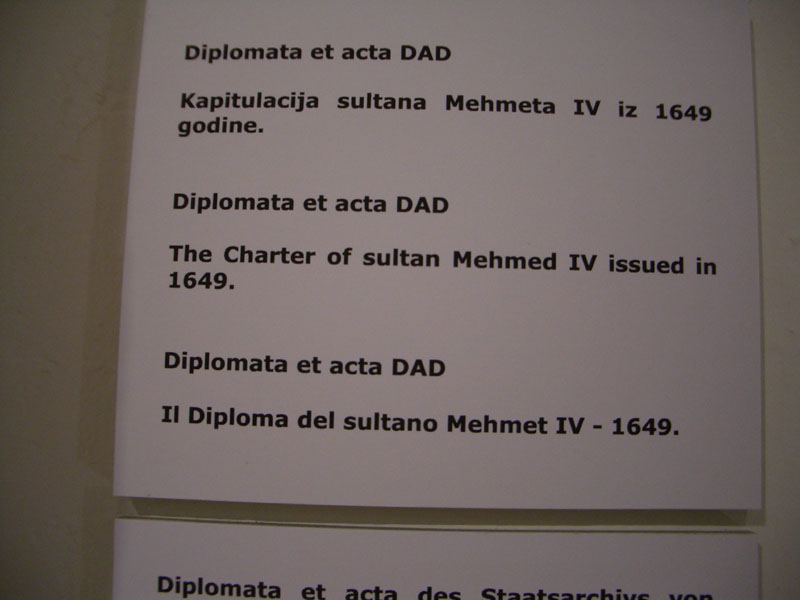 Diplomata et acta DAD
Kapitulacija sultana Mehmeta IV iz 1649
godine.
Diplomata et acta DAD
The Charter of sultan Mehmed IV issued in
1649.
Diplomata et acta DAD
Il Diploma del sultano Mehmet IV - 1649.
Diplomata et acta des Staatsarchivs von